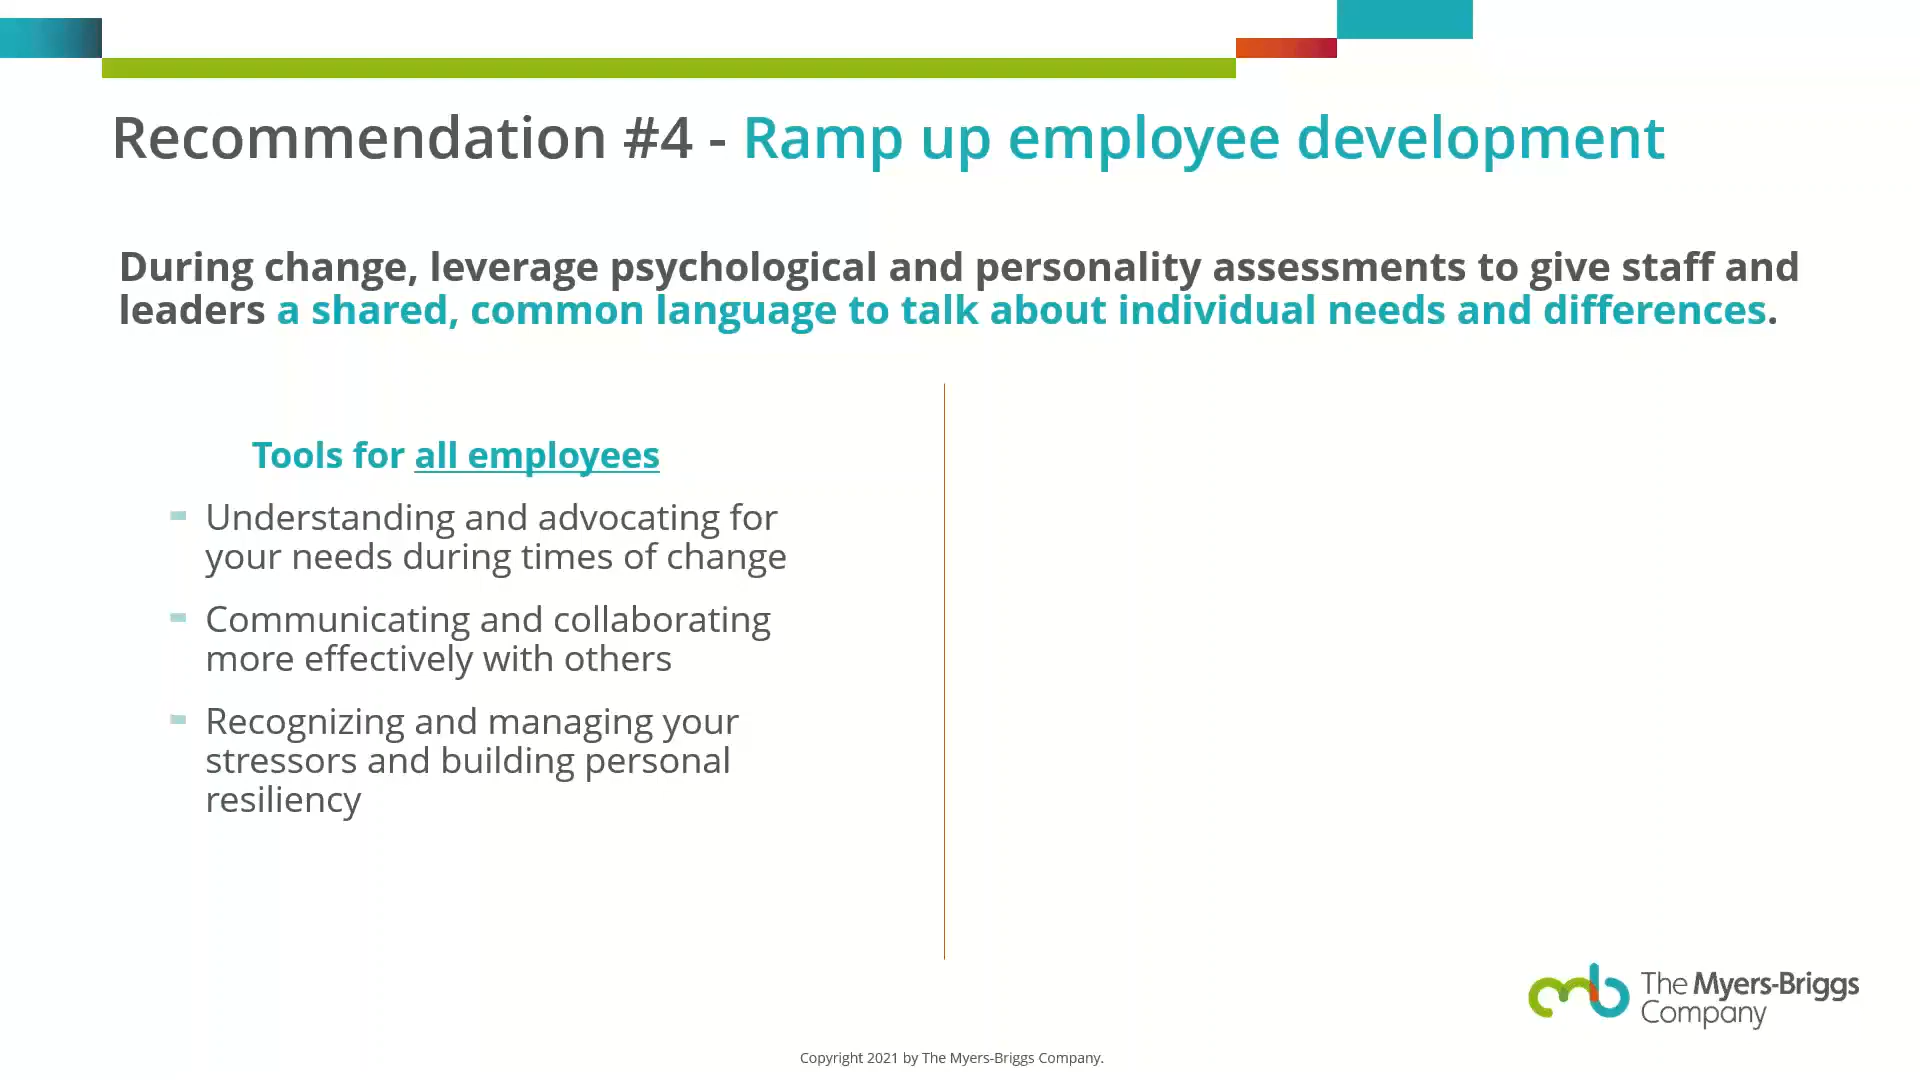 Recommendation #4 - Ramp up employee development
During change, leverage psychological and personality assessments to give staff and
leaders a shared, common language to talk about individual needs and differences.
Tools for all employees
Understanding and advocating for
your needs during times of change
Communicating and collaborating
more effectively with others
Recognizing and managing your
stressors and building personal
resiliency
The Myers-Briggs
Company
Copyright 2021 by The Myers-Briggs Company.